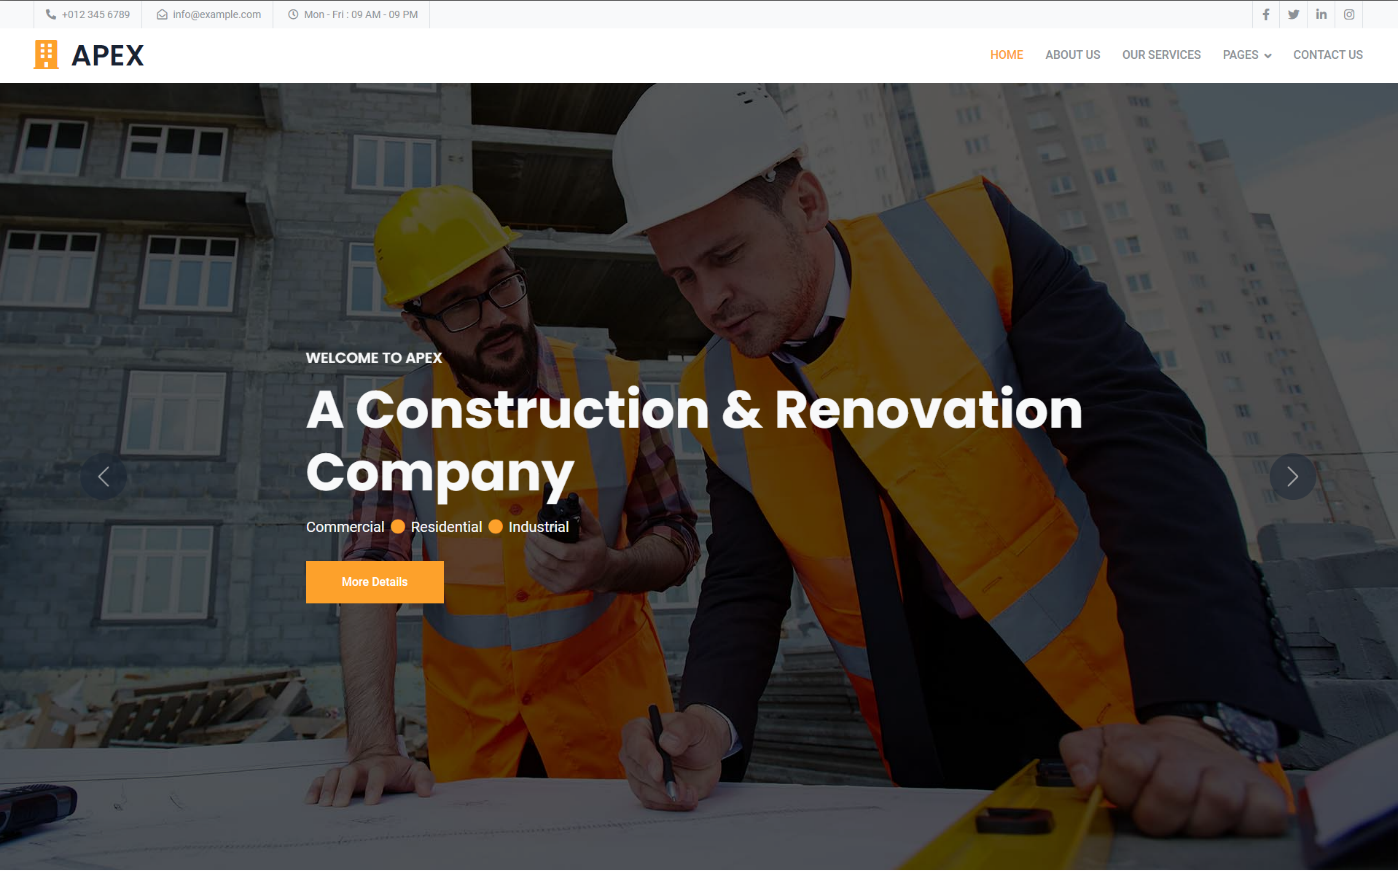 +012 345 6789
info@example.com
Mon - Fri : 09 AM - 09 PM
APEX
HOME
ABOUT US
OUR SERVICES
PAGES
CONTACT US
WELCOME TO APEX
A Construction & Renovation
Company
Commercial Residential Industrial
More Details